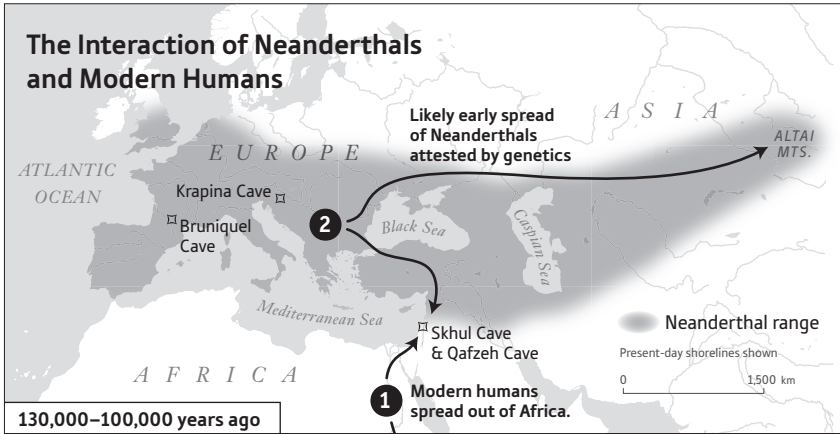 The Interaction of Neanderthals
and Modern Humans
Likely early spread
of Neanderthals
attested by genetics
ASIA
ALTAI
MTS.
EUROPE
ATLANTIC
OCEAN
Krapina Cave
Bruniquel
Cave
2
Black Sea
Caspian Sea
Mediterranean Sea
Skhul Cave
& Qafzeh Cave
Neanderthal range
Present-day shorelines shown
0 1,500 km
AFRICA
1
Modern humans
spread out of Africa.
130,000–100,000 years ago